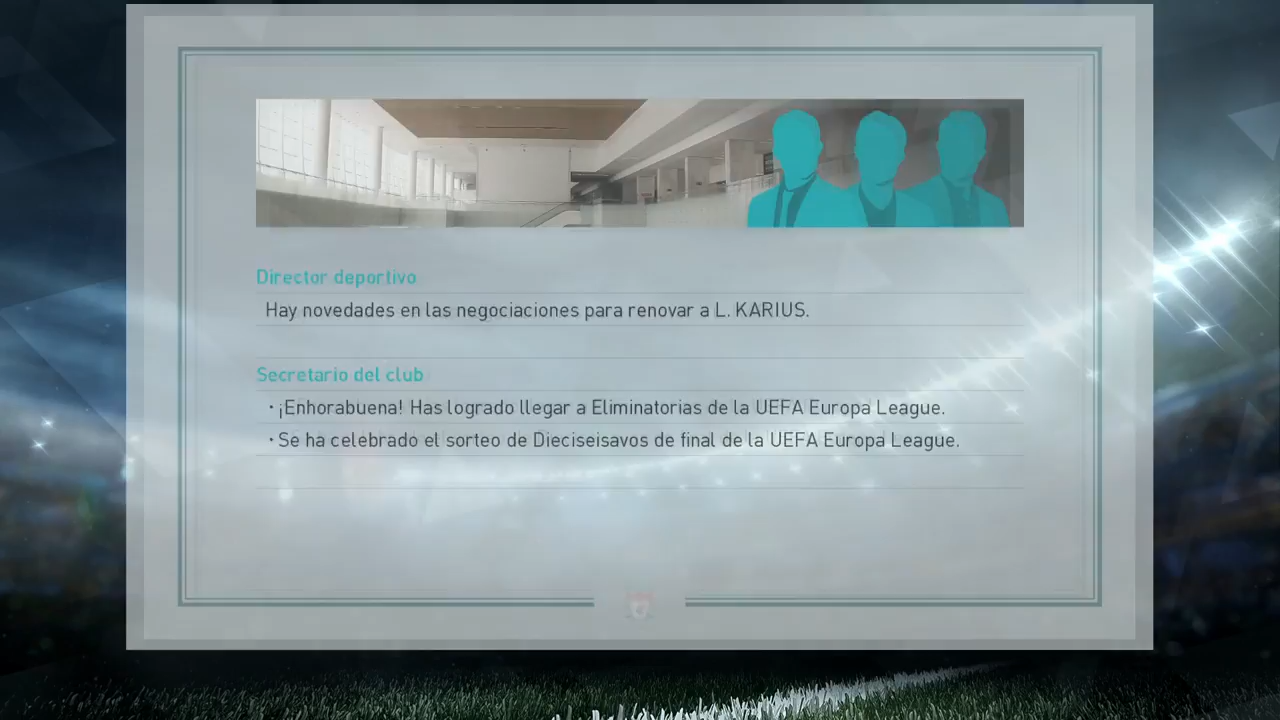 Director deportivo
Hay novedades en las negociaciones para renovar a L. KARIUS.
Secretario del club
· ¡Enhorabuena! Has logrado llegar a Eliminatorias de la UEFA Europa League.
· Se ha celebrado el sorteo de Dieciseisavos de final de la UEFA Europa League.